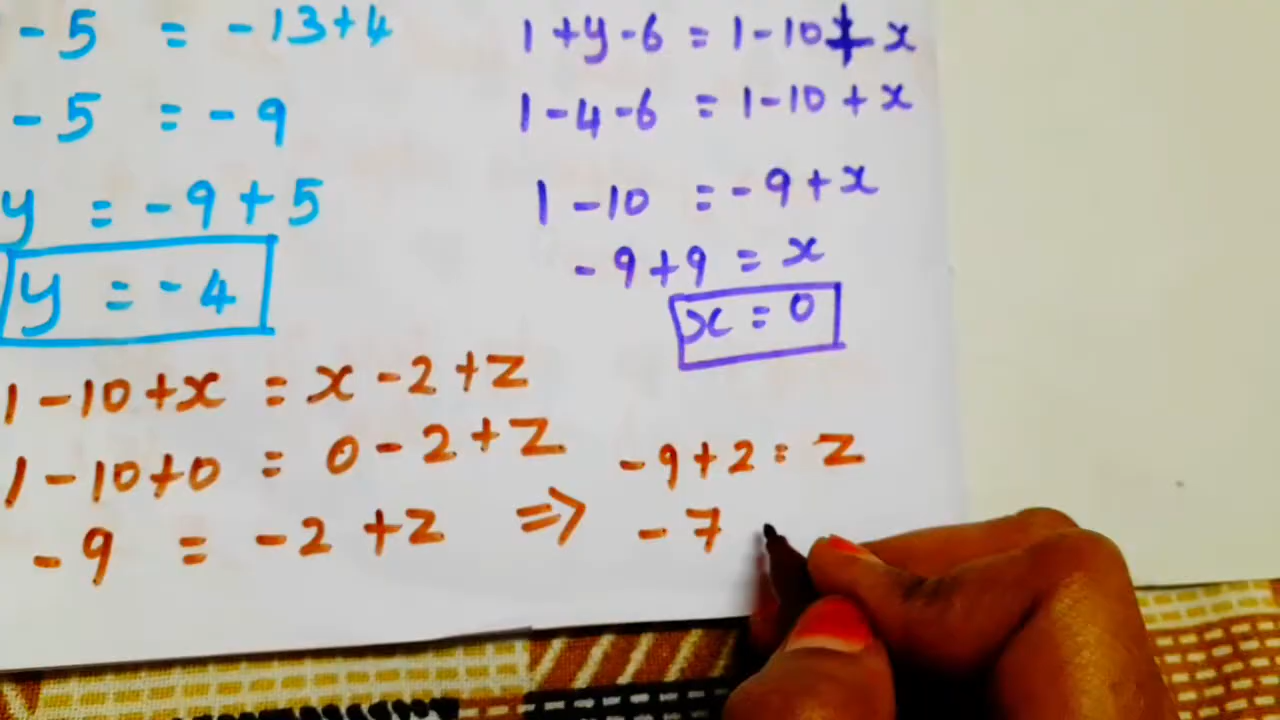 - 5 = -13+4
- 5 = - 9
y = -9+5
y = -4
1 + y - 6 = 1 - 10 + x
1 - 4 - 6 = 1 - 10 + x
1 - 10 = - 9 + x
- 9 + 9 = x
x = 0
1 - 10 + x = x - 2 + z
1 - 10 + 0 = 0 - 2 + z
- 9 = - 2 + z ⇒
- 9 + 2 = z
- 7